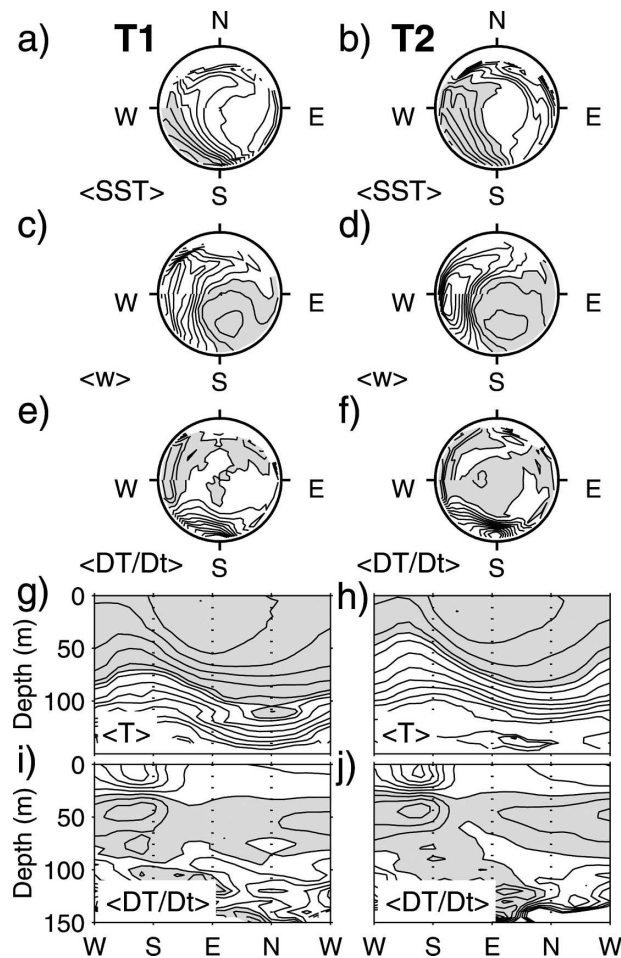 a) T1 N b) T2 N
W E W E
<SST> S <SST> S
c) d)
W E W E
<w> S <w> S
e) f)
W E W E
<DT/Dt> S <DT/Dt> S
g) h)
0
50
100
Depth (m)
<T> <T>
i) j)
0
50
100
150
Depth (m)
<DT/Dt> <DT/Dt>
W S E N W W S E N W